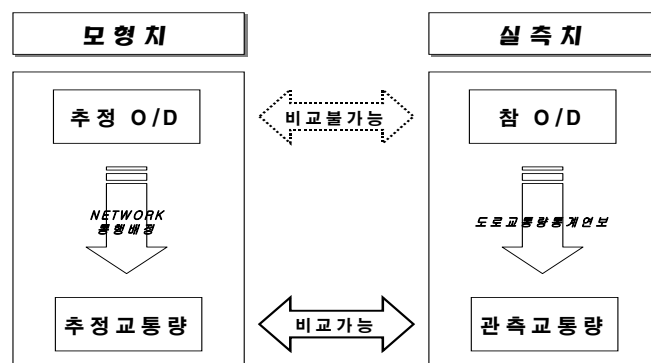 모형치
실측치
추정 O/D
비교불가능
참 O/D
NETWORK
통행배정
도로교통량통계연보
추정교통량
비교가능
관측교통량